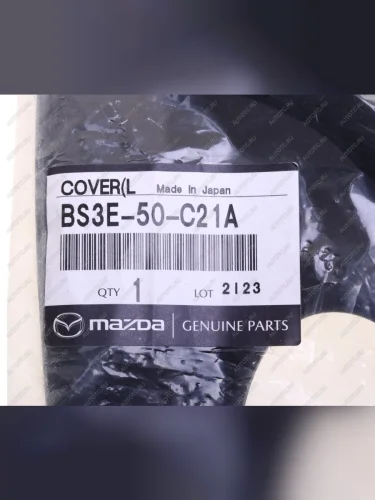 COVER(L Made In Japan
BS3E-50-C21A
QTY 1 LOT 2123
mazda GENUINE PARTS